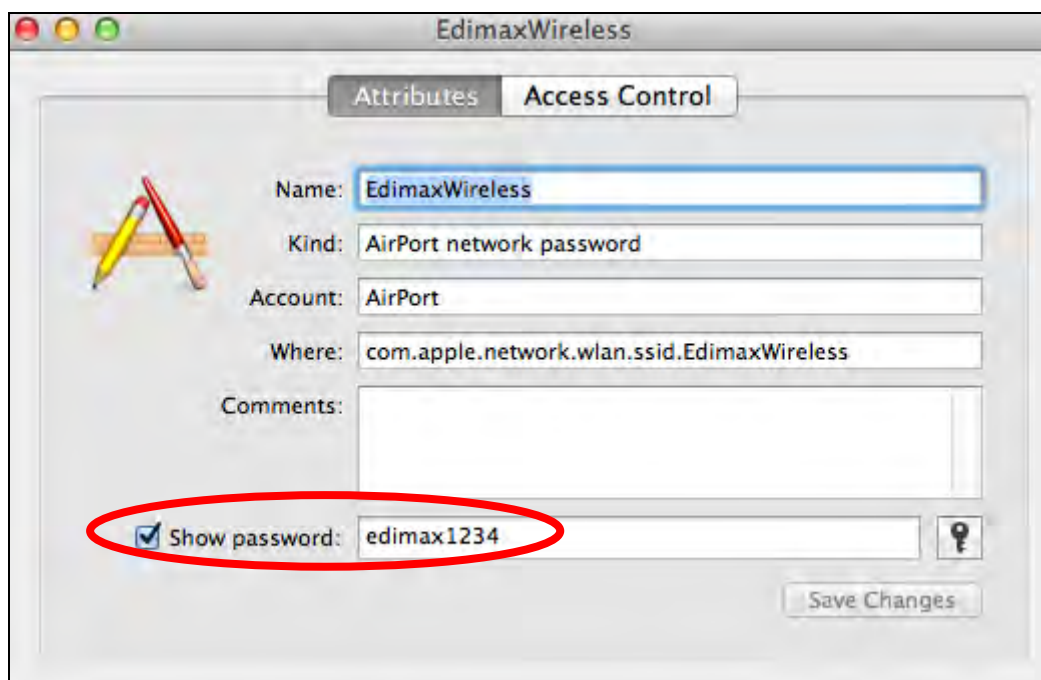 EdimaxWireless
Attributes Access Control
Name: EdimaxWireless
Kind: AirPort network password
Account: AirPort
Where: com.apple.network.wlan.ssid.EdimaxWireless
Comments:
Show password: edimax1234
Save Changes